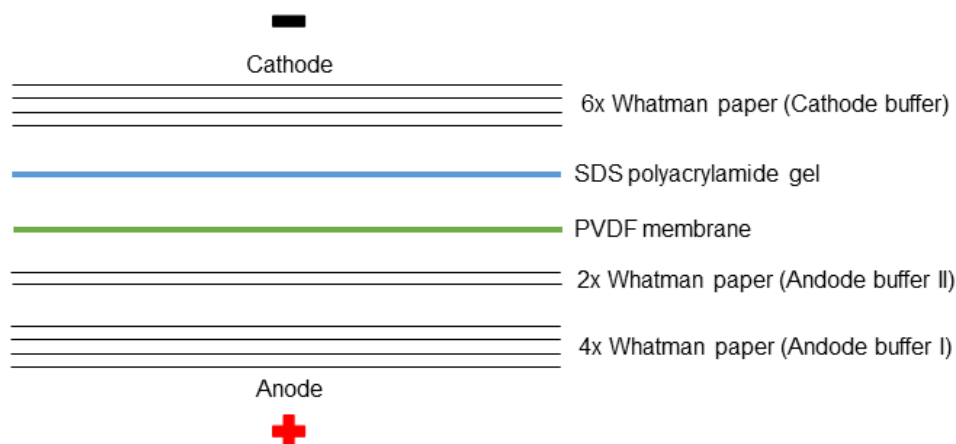 Cathode
6x Whatman paper (Cathode buffer)
SDS polyacrylamide gel
PVDF membrane
2x Whatman paper (Andode buffer II)
4x Whatman paper (Andode buffer I)
Anode